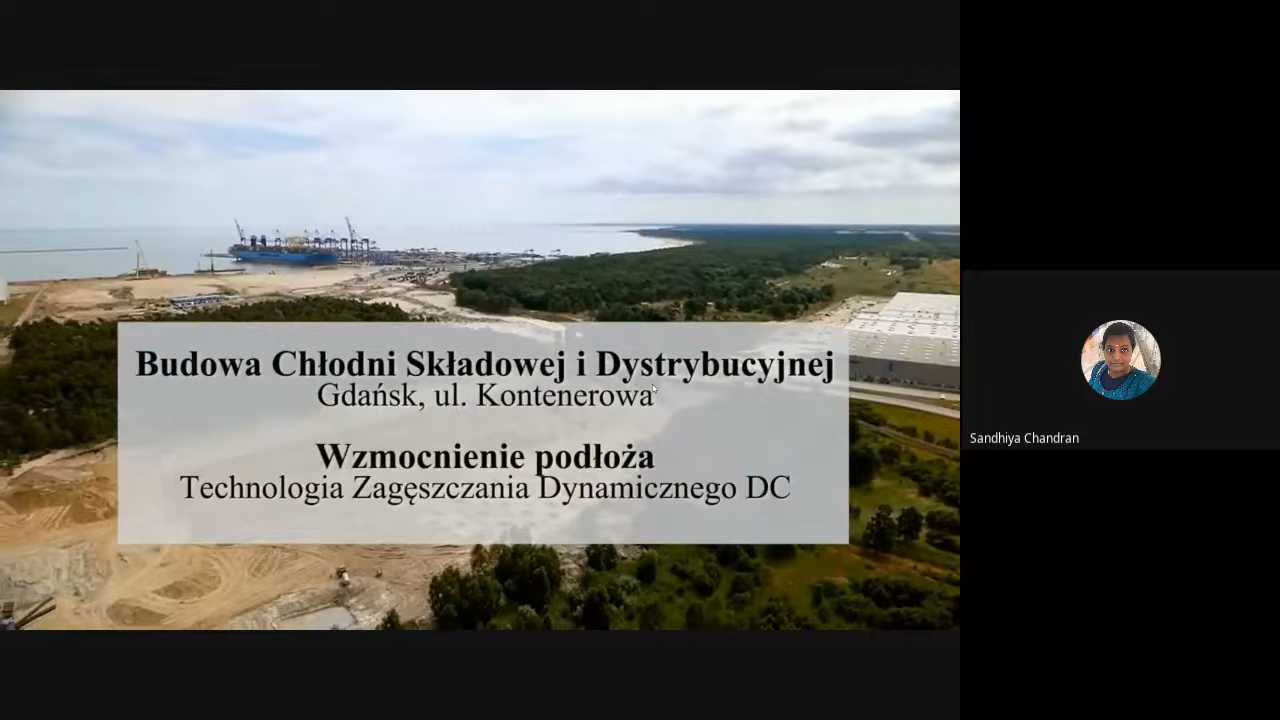 Budowa Chłodni Składowej i Dystrybucyjnej
Gdańsk, ul. Kontenerowa
Wzmocnienie podłoża
Technologia Zagęszczania Dynamicznego DC
Sandhiya Chandran